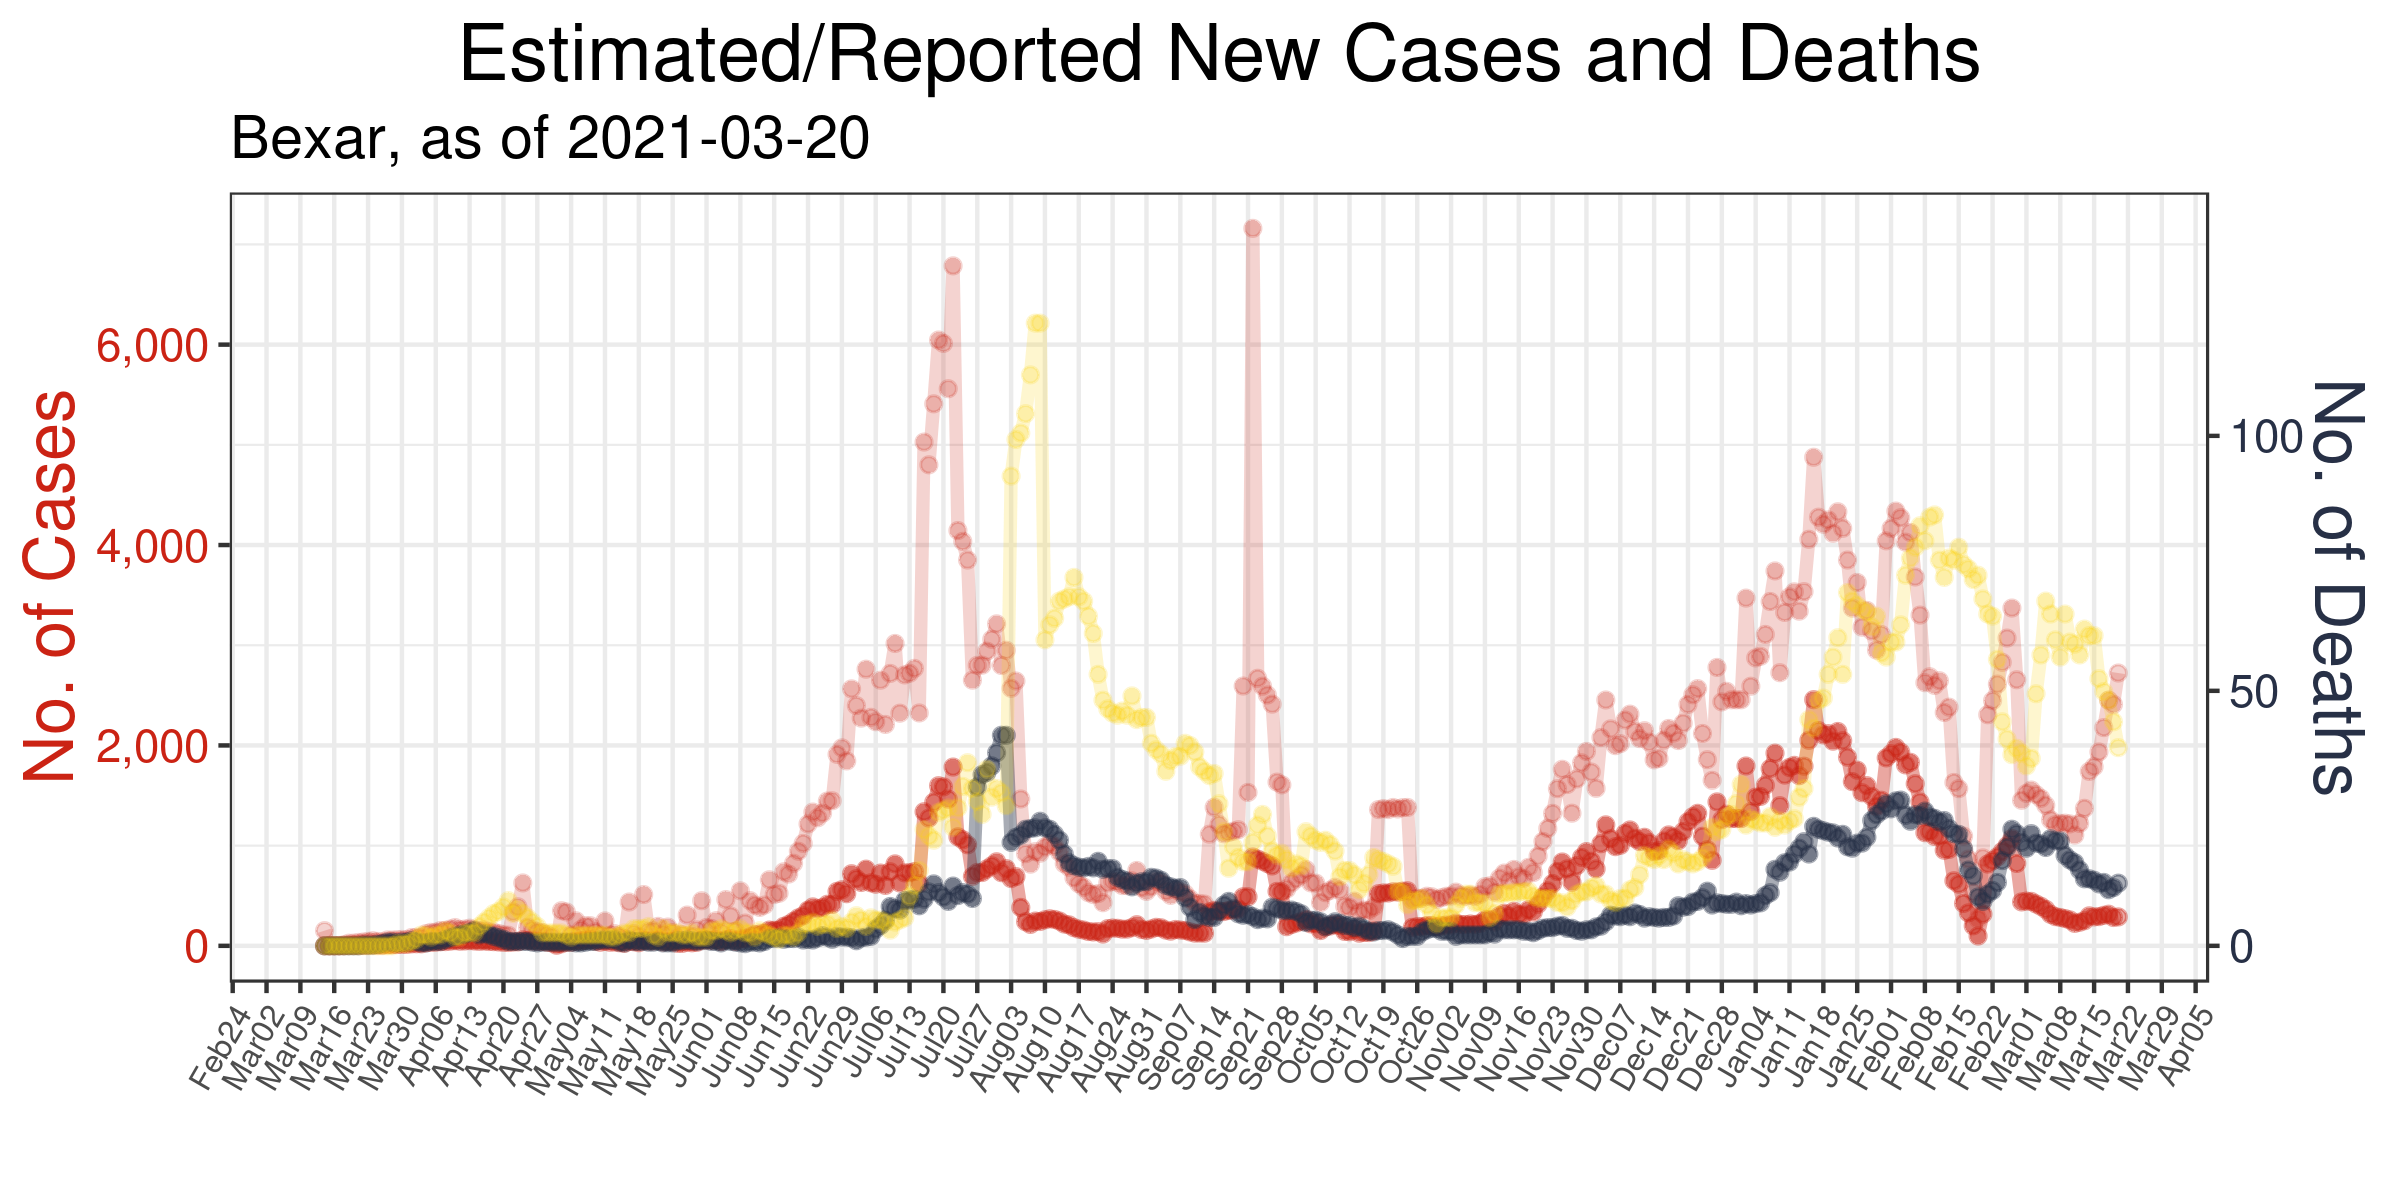 Estimated/Reported New Cases and Deaths
Bexar, as of 2021-03-20
No. of Cases
6,000
4,000
2,000
0
100
50
0
No. of Deaths
Feb24
Mar02
Mar09
Mar16
Mar23
Mar30
Apr06
Apr13
Apr20
Apr27
May04
May11
May18
May25
Jun01
Jun08
Jun15
Jun22
Jun29
Jul06
Jul13
Jul20
Jul27
Aug03
Aug10
Aug17
Aug24
Aug31
Sep07
Sep14
Sep21
Sep28
Oct05
Oct12
Oct19
Oct26
Nov02
Nov09
Nov16
Nov23
Nov30
Dec07
Dec14
Dec21
Dec28
Jan04
Jan11
Jan18
Jan25
Feb01
Feb08
Feb15
Feb22
Mar01
Mar08
Mar15
Mar22
Mar29
Apr05